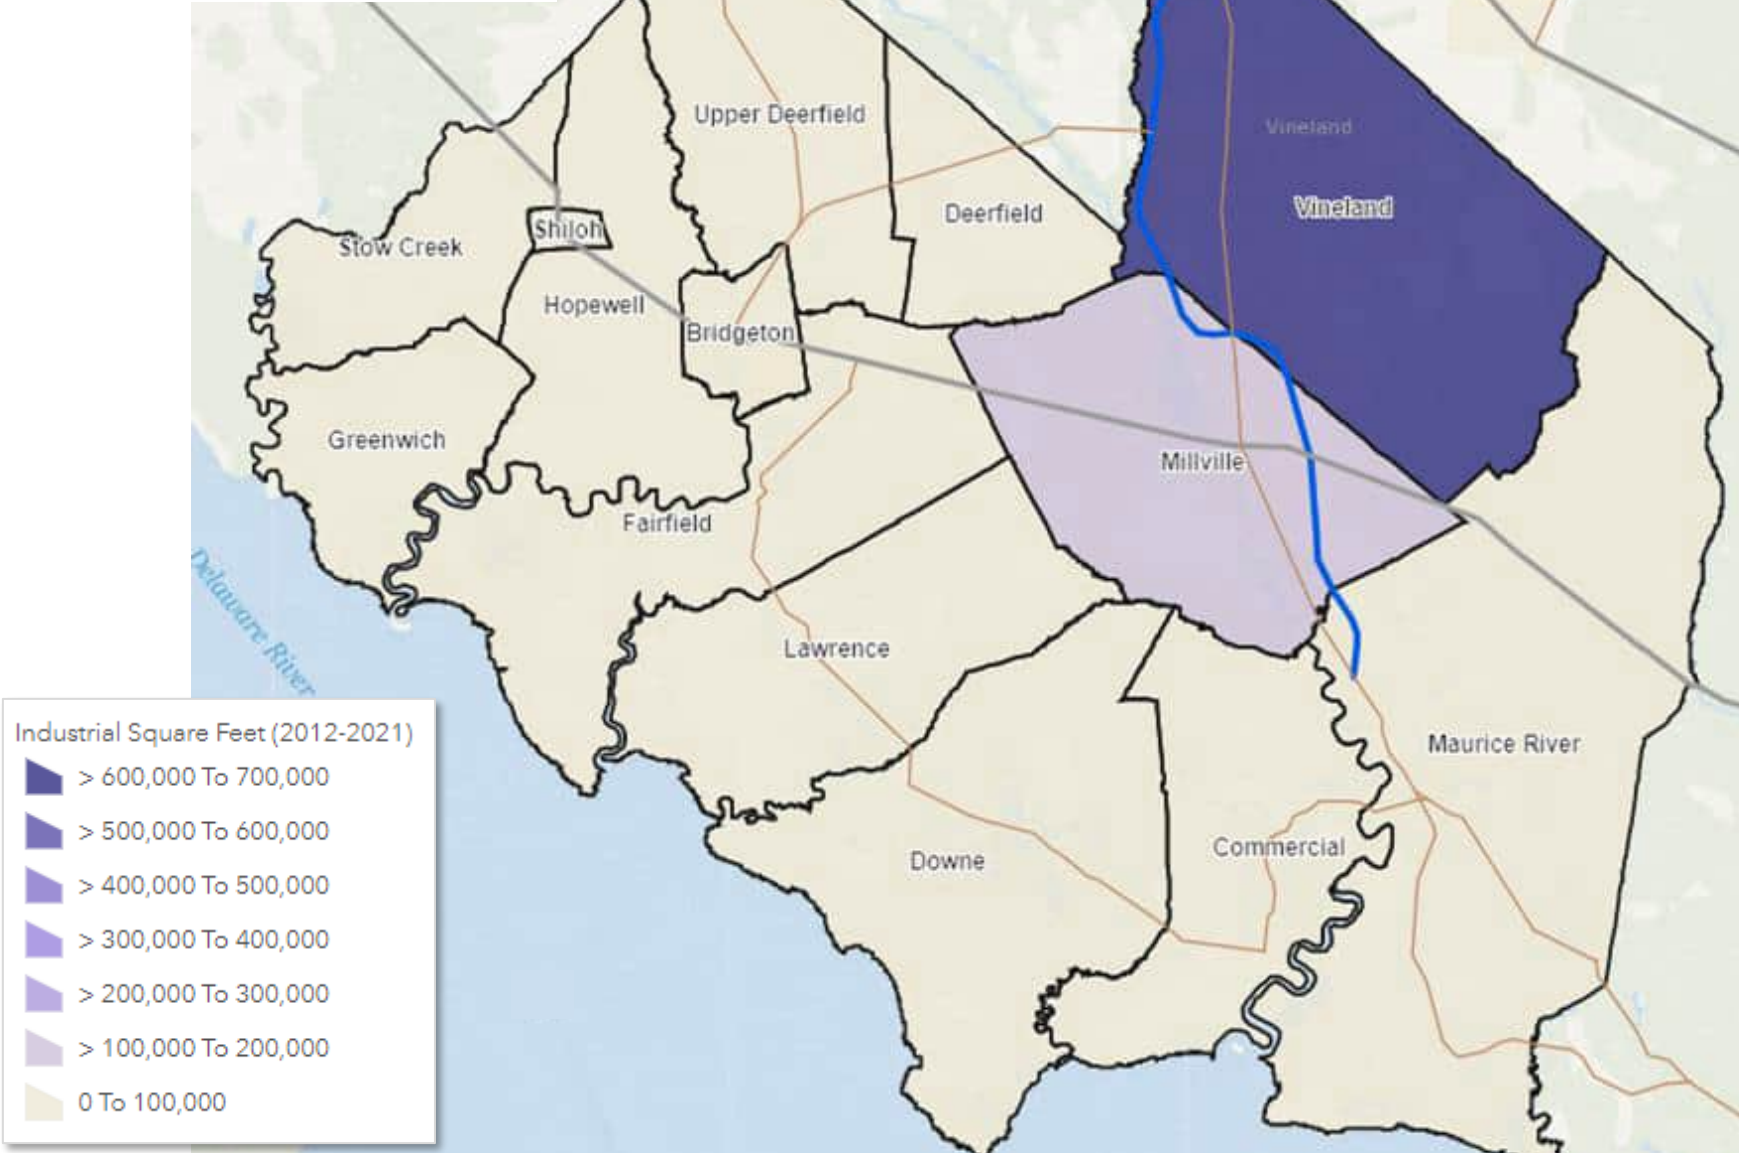 Upper Deerfield
Vineland
Vineland
Deerfield
Shiloh
Stow Creek
Hopewell
Bridgeton
Greenwich
Millville
Fairfield
Delaware River
Lawrence
Maurice River
Commercial
Downe
Industrial Square Feet (2012-2021)
> 600,000 To 700,000
> 500,000 To 600,000
> 400,000 To 500,000
> 300,000 To 400,000
> 200,000 To 300,000
> 100,000 To 200,000
0 To 100,000